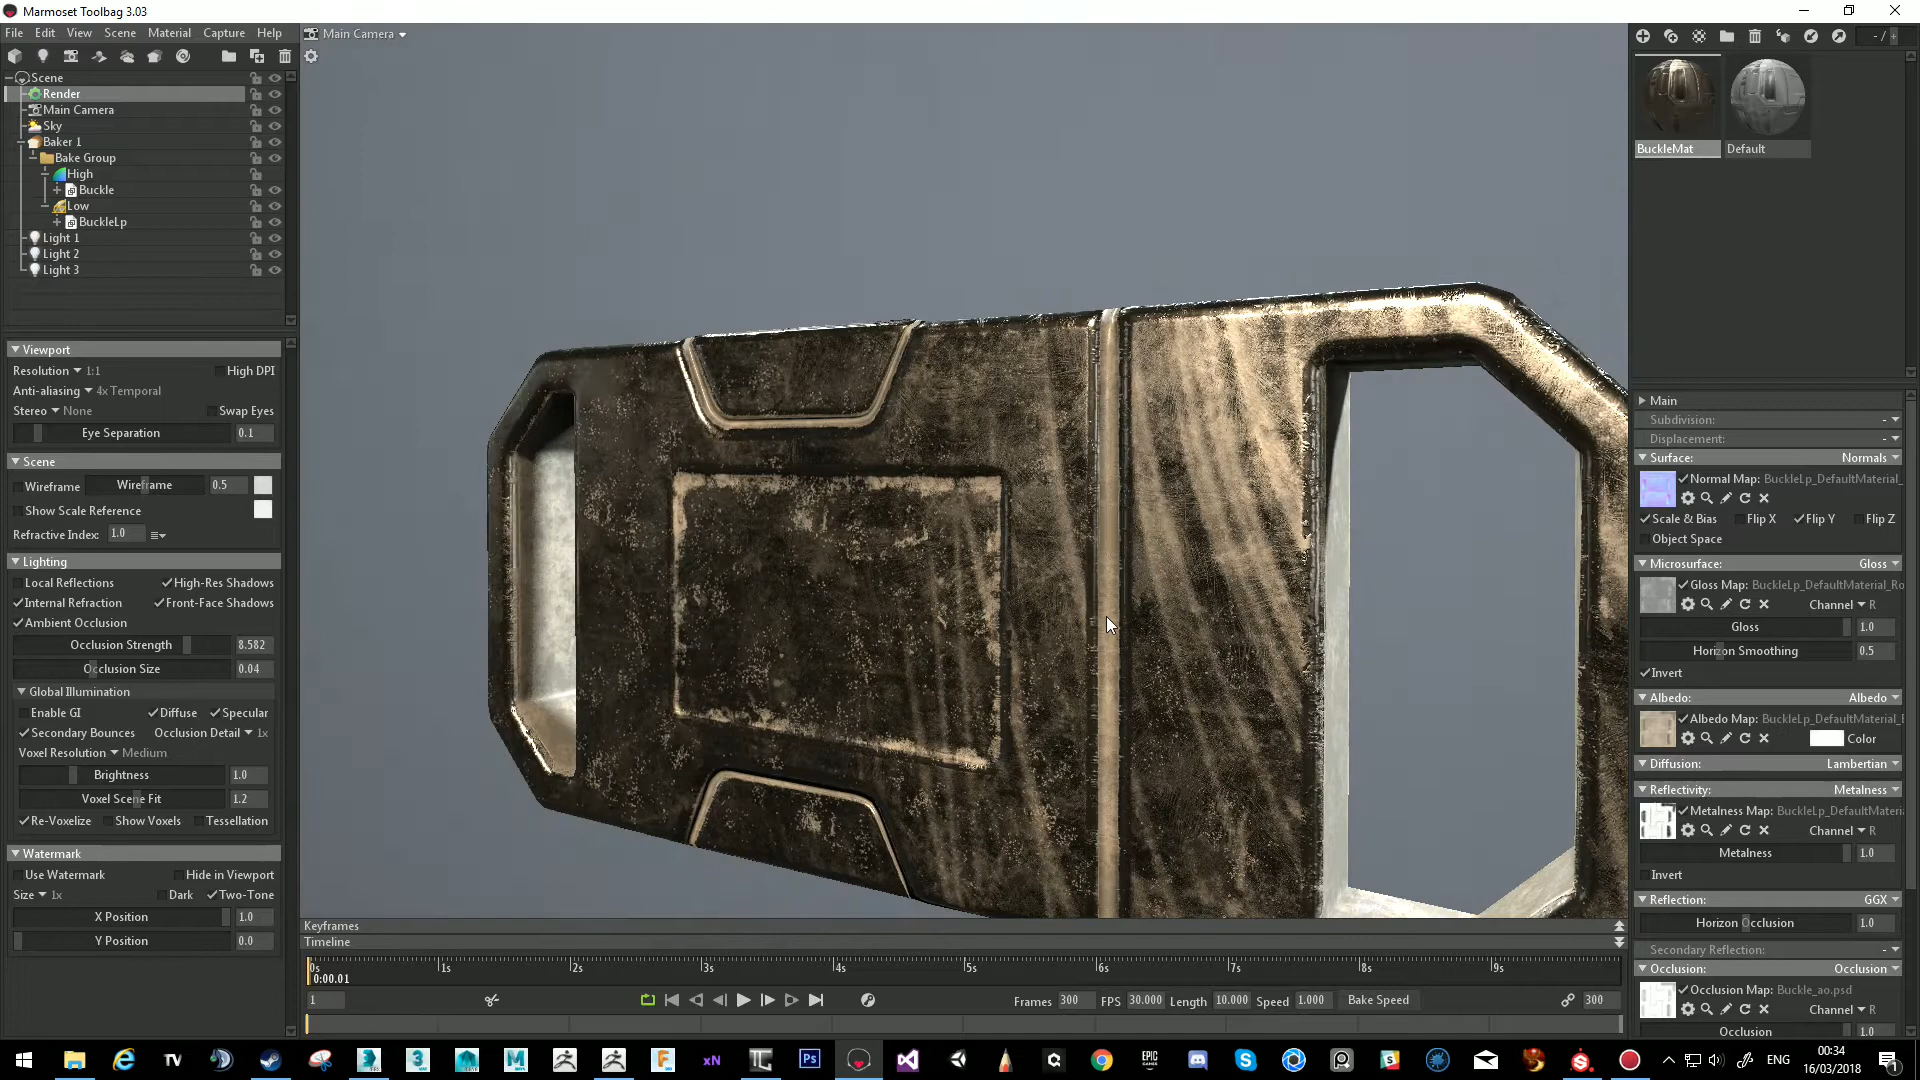 Marmoset Toolbag 3.03
File Edit View Scene Material Capture Help
Main Camera
Scene
Render
Main Camera
Sky
Baker 1
Bake Group
High
Buckle
Low
BuckleLp
Light 1
Light 2
Light 3
Viewport
Resolution 1:1 High DPI
Anti-aliasing 4x Temporal
Stereo None Swap Eyes
Eye Separation 0.1
Scene
Wireframe Wireframe 0.5
Show Scale Reference
Refractive Index: 1.0
Lighting
Local Reflections High-Res Shadows
Internal Refraction Front-Face Shadows
Ambient Occlusion
Occlusion Strength 8.582
Occlusion Size 0.04
Global Illumination
Enable GI Diffuse Specular
Secondary Bounces Occlusion Detail 1x
Voxel Resolution Medium
Brightness 1.0
Voxel Scene Fit 1.2
Re-Voxelize Show Voxels Tessellation
Watermark
Use Watermark Hide in Viewport
Size 1x Dark Two-Tone
X Position 1.0
Y Position 0.0
Keyframes
Timeline
0s 1s 2s 3s 4s 5s 6s 7s 8s 9s
0:00.01
1 Frames 300 FPS 30.000 Length 10.000 Speed 1.000 Bake Speed 300
- / +
BuckleMat Default
Main
Subdivision: -
Displacement: -
Surface: Normals
Normal Map: BuckleLp_DefaultMaterial_
Scale & Bias Flip X Flip Y Flip Z
Object Space
Microsurface: Gloss
Gloss Map: BuckleLp_DefaultMaterial_Ro
Channel R
Gloss 1.0
Horizon Smoothing 0.5
Invert
Albedo: Albedo
Albedo Map: BuckleLp_DefaultMaterial_
Color
Diffusion: Lambertian
Reflectivity: Metalness
Metalness Map: BuckleLp_DefaultMateri
Channel R
Metalness 1.0
Invert
Reflection: GGX
Horizon Occlusion 1.0
Secondary Reflection: -
Occlusion: Occlusion
Occlusion Map: Buckle_ao.psd
Channel R
Occlusion 1.0
TV 3 M F xN Ps EPIC GAMES S ENG
00:34
16/03/2018
1